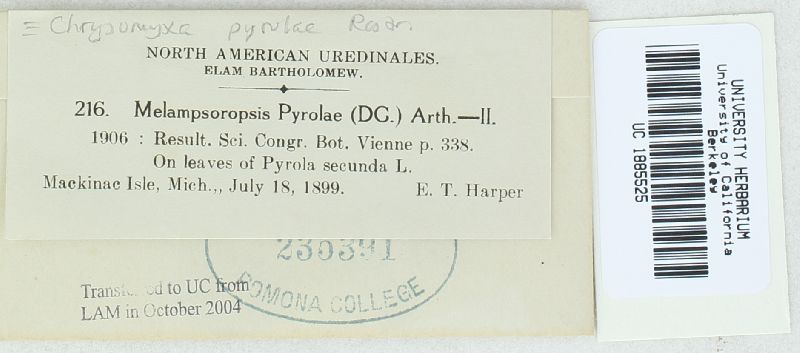 ≡ Chrysomyxa pyrolae Rostr.
NORTH AMERICAN UREDINALES.
ELAM BARTHOLOMEW.
216. Melampsoropsis Pyrolae (DC.) Arth.—II.
1906 : Result. Sci. Congr. Bot. Vienne p. 338.
On leaves of Pyrola secunda L.
Mackinac Isle, Mich.,, July 18, 1899. E. T. Harper
230391
POMONA COLLEGE
Transferred to UC from
LAM in October 2004
UNIVERSITY HERBARIUM
University of California
Berkeley
UC 1885525